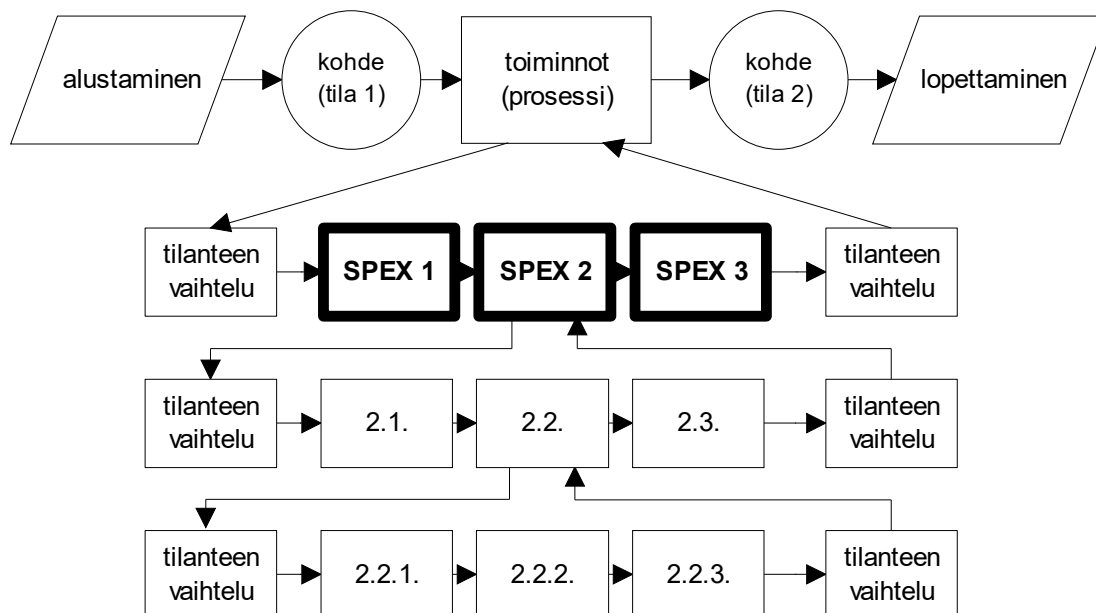 alustaminen
kohde
(tila 1)
toiminnot
(prosessi)
kohde
(tila 2)
lopettaminen
tilanteen
vaihtelu
SPEX 1
SPEX 2
SPEX 3
tilanteen
vaihtelu
tilanteen
vaihtelu
2.1.
2.2.
2.3.
tilanteen
vaihtelu
tilanteen
vaihtelu
2.2.1.
2.2.2.
2.2.3.
tilanteen
vaihtelu